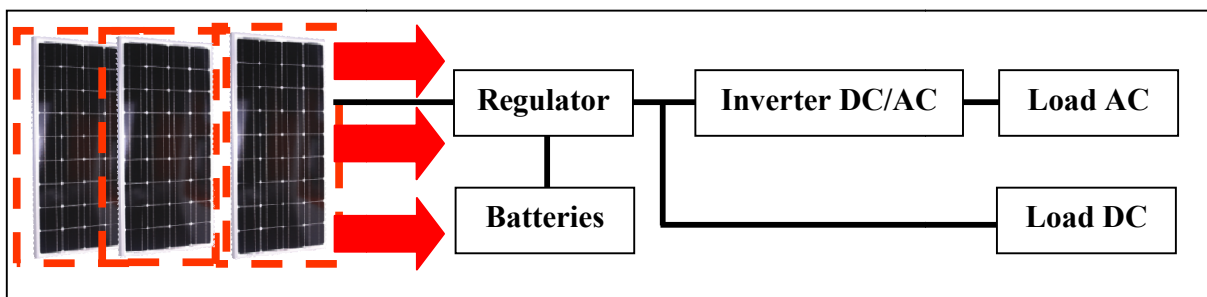 Regulator
Inverter DC/AC
Load AC
Batteries
Load DC